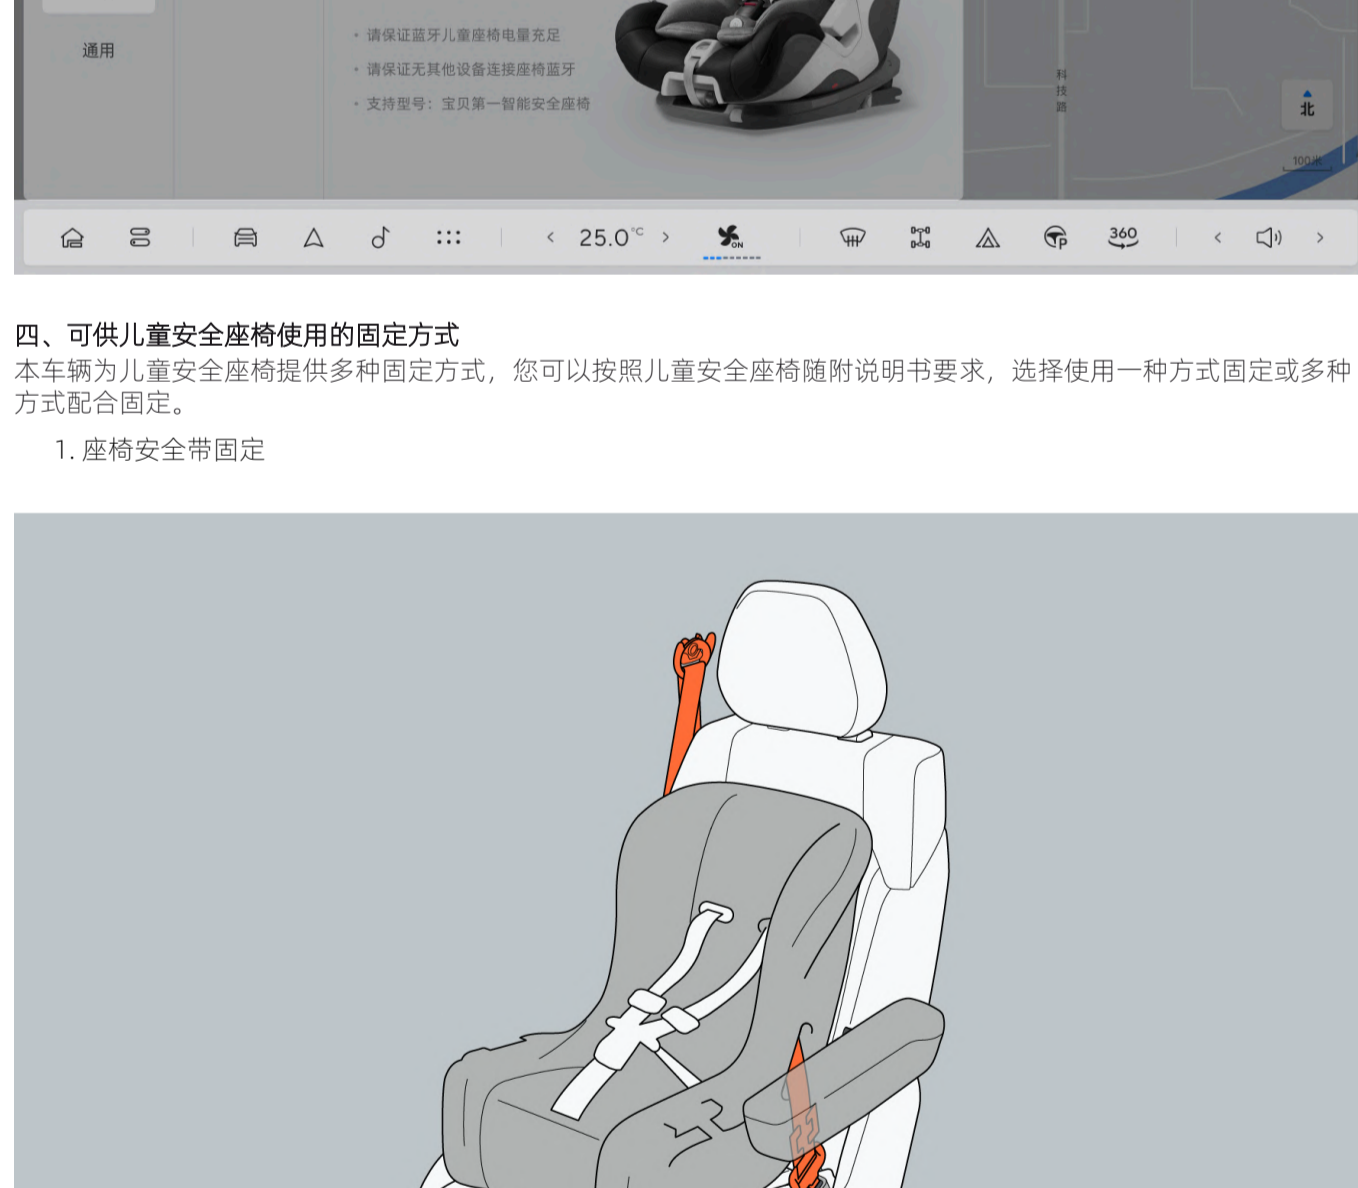 通用
• 请保证蓝牙儿童座椅电量充足
• 请保证无其他设备连接座椅蓝牙
• 支持型号：宝贝第一智能安全座椅
科技路
北
100米
25.0°C
ON
P
360
四、可供儿童安全座椅使用的固定方式
本车辆为儿童安全座椅提供多种固定方式，您可以按照儿童安全座椅随附说明书要求，选择使用一种方式固定或多种
方式配合固定。
1. 座椅安全带固定